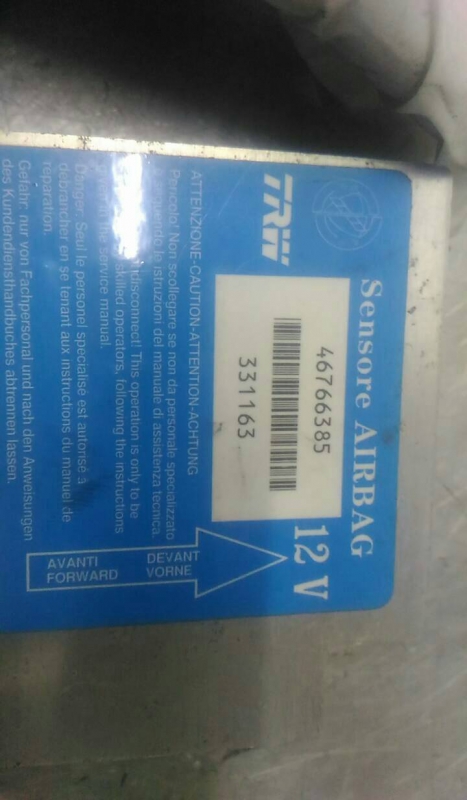 Sensore AIRBAG
TRW
46766385
331163
12 V
ATTENZIONE-CAUTION-ATTENTION-ACHTUNG
Pericolo! Non scollegare se non da personale specializzato
seguendo le istruzioni del manuale di assistenza tecnica.
disconnect! This operation is only to be
skilled operators, following the instructions
service manual.
Danger: Seul le personel spécialisé est autorisé à
débrancher en se tenant aux instructions du manuel de
réparation.
Gefahr: nur von Fachpersonal und nach den Anweisungen
des Kundendiensthandbuches abtrennen lassen.
AVANTI DEVANT
FORWARD VORNE